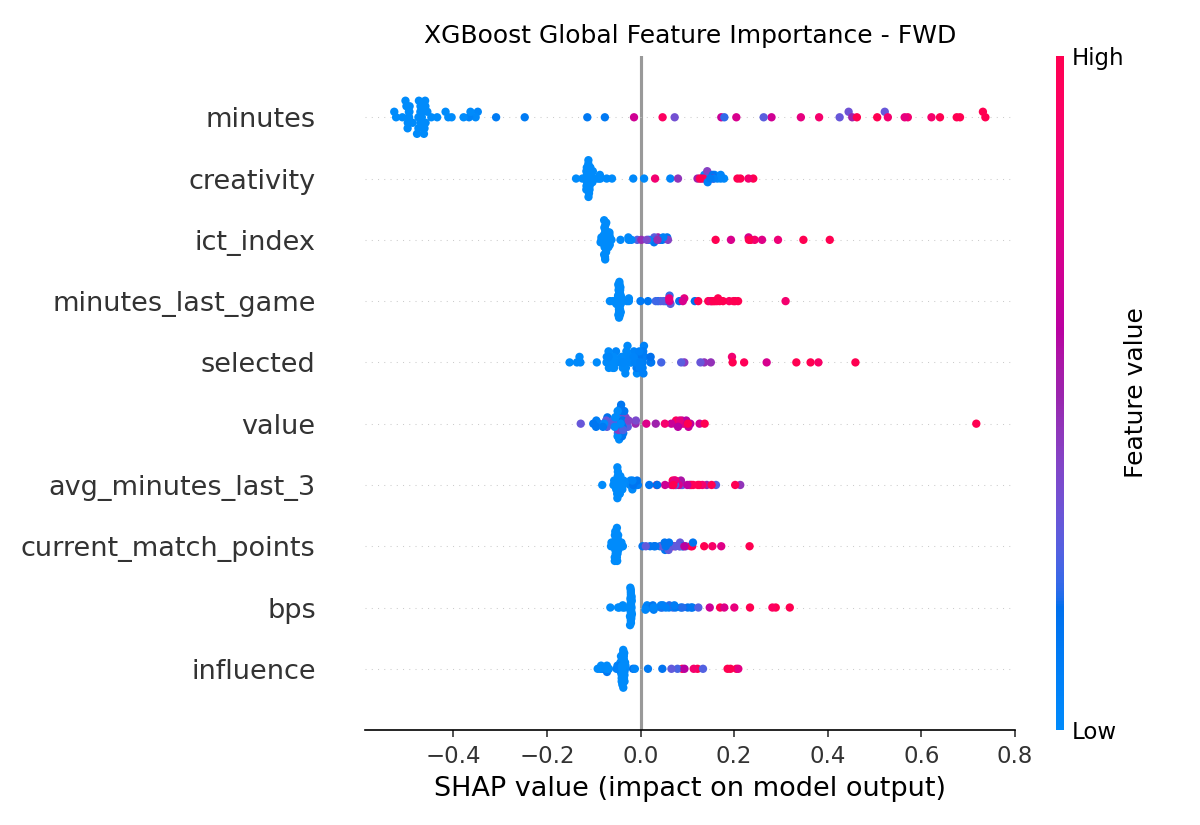 XGBoost Global Feature Importance - FWD
High
minutes
creativity
ict_index
minutes_last_game
selected
value
avg_minutes_last_3
current_match_points
bps
influence
Feature value
Low
−0.4 −0.2 0.0 0.2 0.4 0.6 0.8
SHAP value (impact on model output)